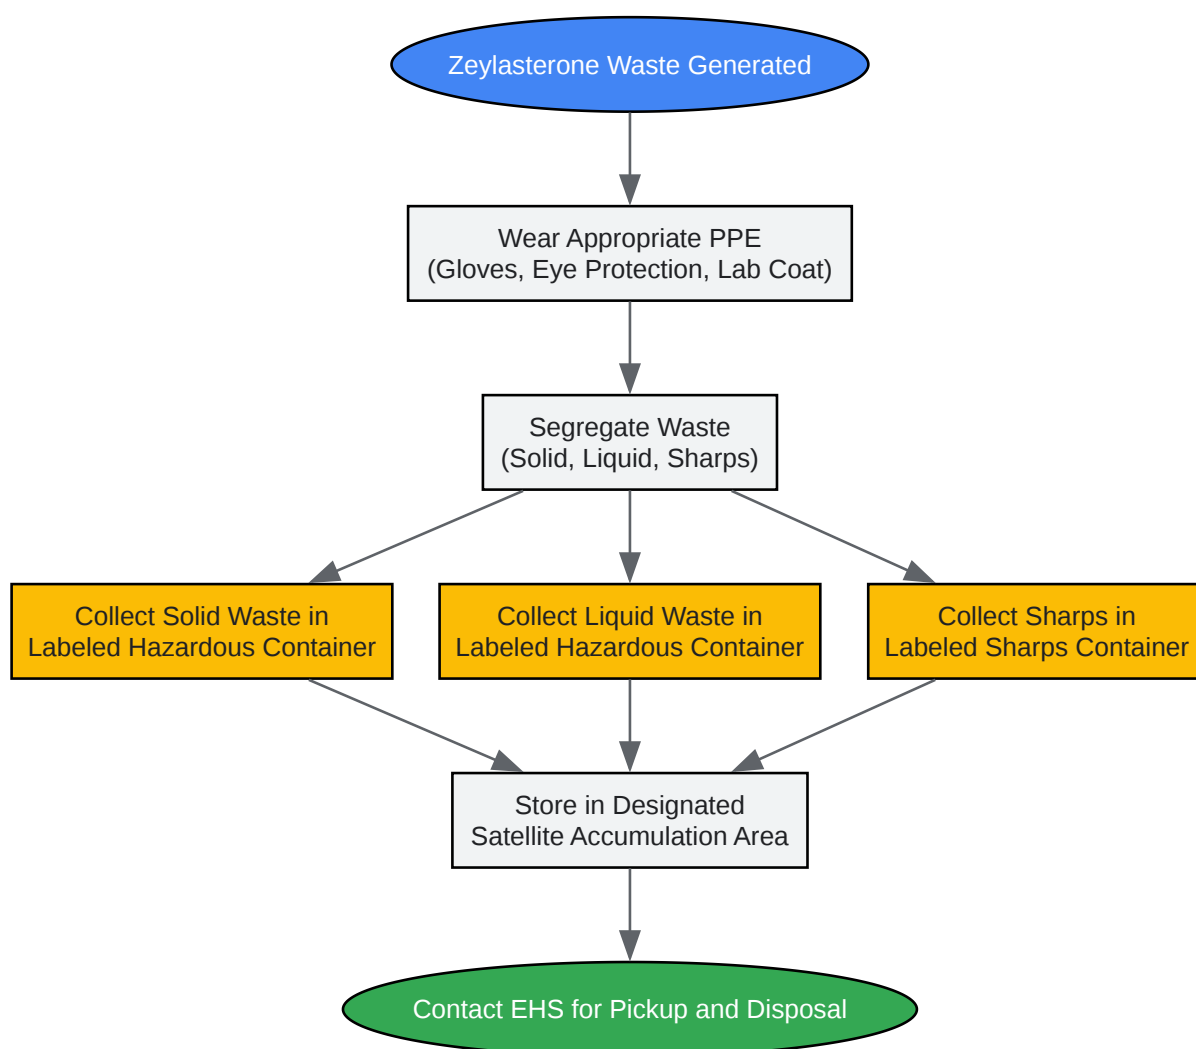 Zeylasterone Waste Generated
Wear Appropriate PPE
(Gloves, Eye Protection, Lab Coat)
Segregate Waste
(Solid, Liquid, Sharps)
Collect Solid Waste in
Labeled Hazardous Container
Collect Liquid Waste in
Labeled Hazardous Container
Collect Sharps in
Labeled Sharps Container
Store in Designated
Satellite Accumulation Area
Contact EHS for Pickup and Disposal